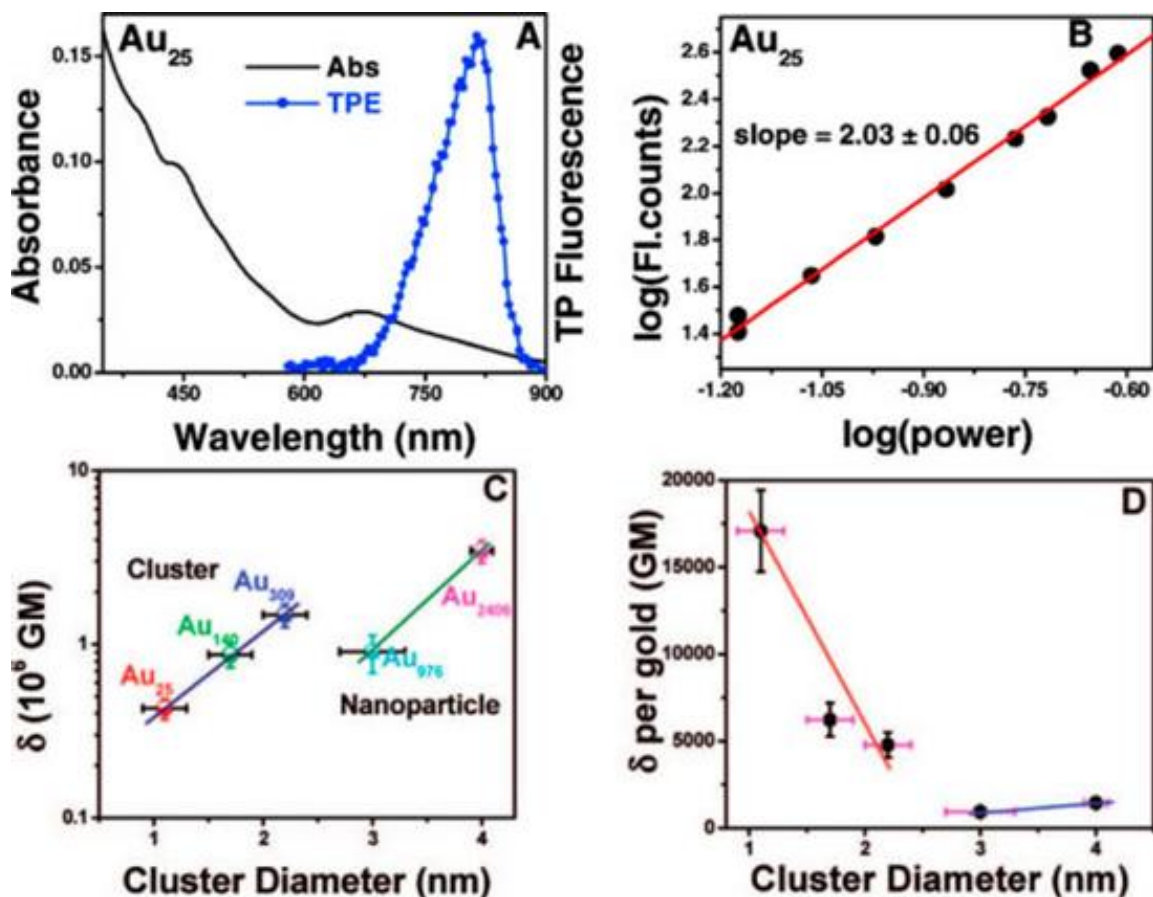 Au25
A
Abs
TPE
0.15
0.10
0.05
0.00
450
600
750
900
Absorbance
TP Fluorescence
Wavelength (nm)
Au25
B
slope = 2.03 ± 0.06
2.6
2.4
2.2
2.0
1.8
1.6
1.4
-1.20
-1.05
-0.90
-0.75
-0.60
log(Fl.counts)
log(power)
C
10
1
0.1
Cluster
Au25
Au140
Au309
Au976
Au2406
Nanoparticle
1
2
3
4
δ (10⁶ GM)
Cluster Diameter (nm)
D
20000
15000
10000
5000
0
1
2
3
4
δ per gold (GM)
Cluster Diameter (nm)